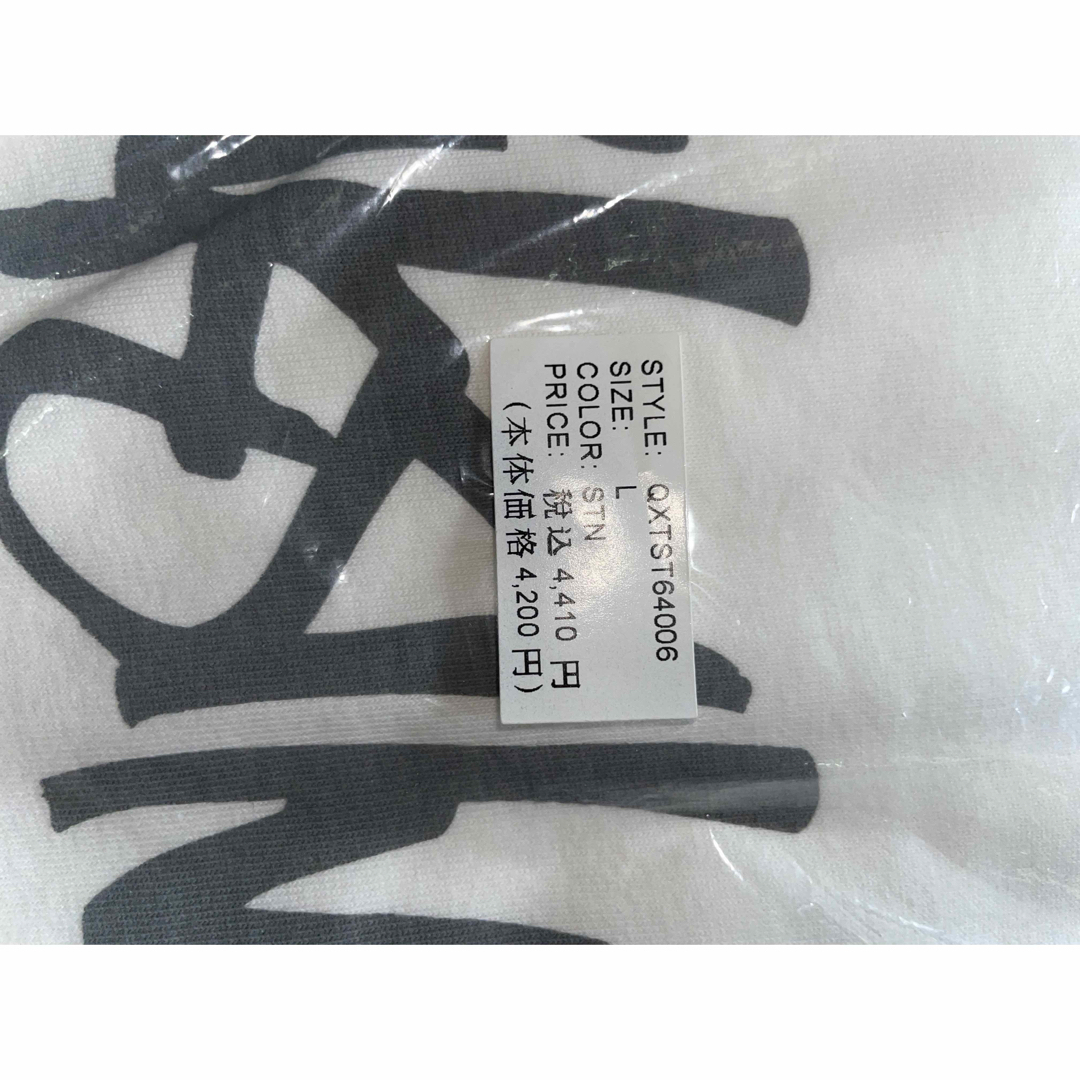 STYLE: QXTST64006
SIZE: L
COLOR: STN
PRICE: 税込 4,410 円
(本体価格 4,200 円)